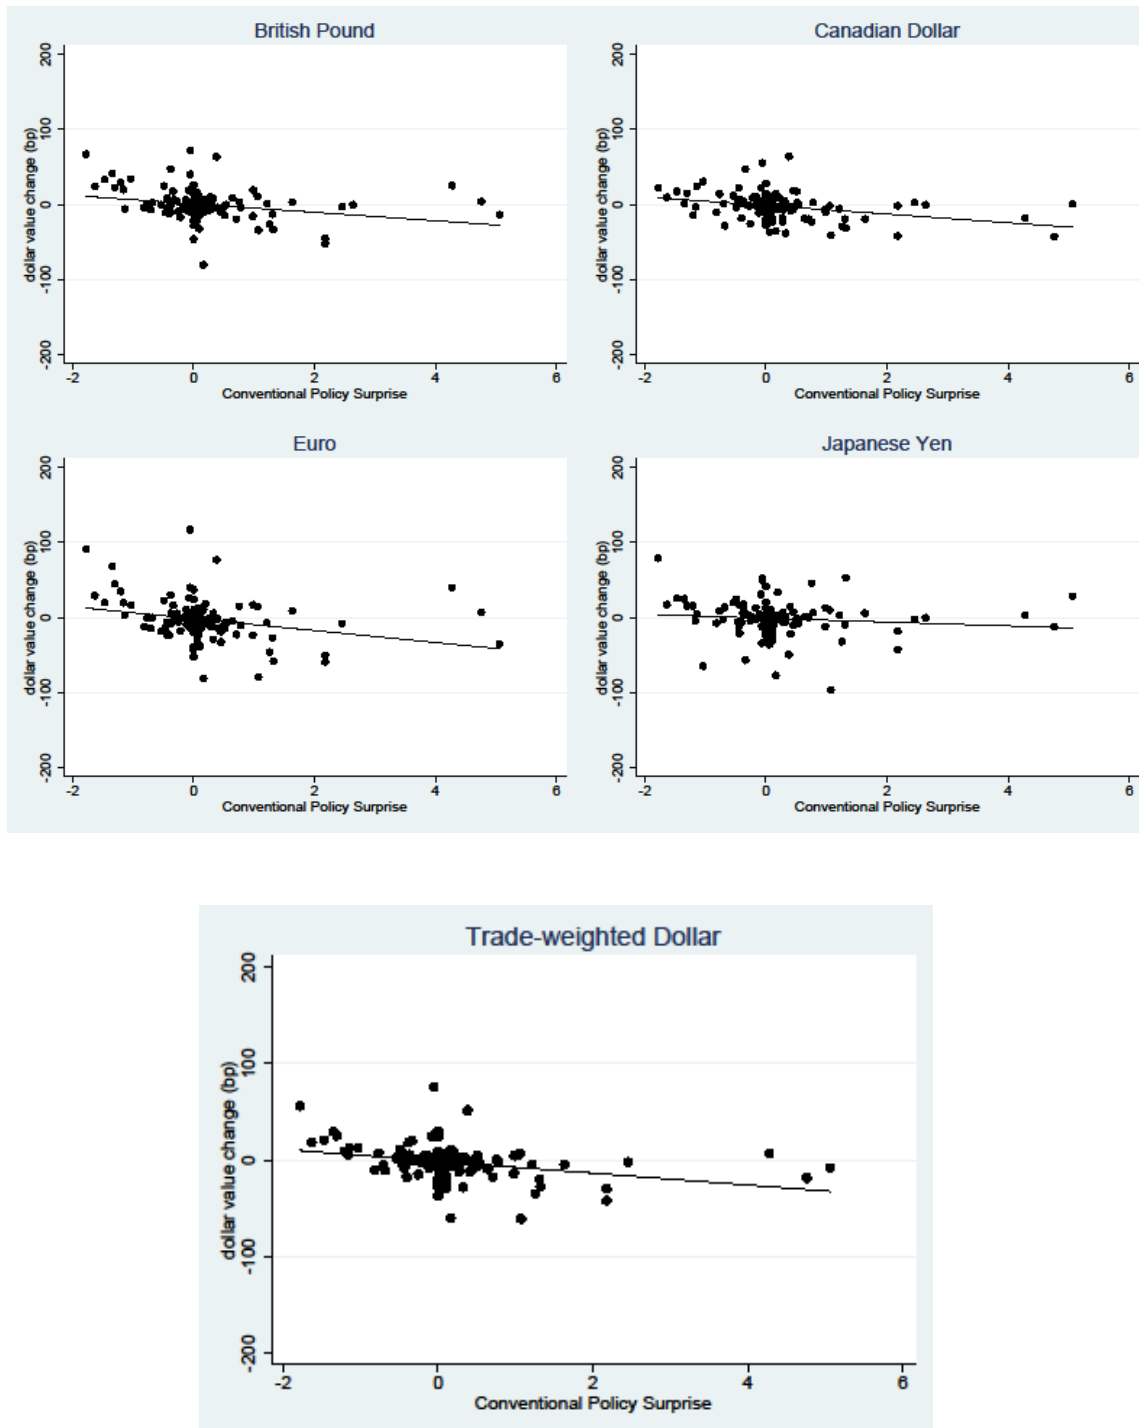 British Pound
dollar value change (bp)
200
100
0
-100
-200
-2 0 2 4 6
Conventional Policy Surprise
Canadian Dollar
dollar value change (bp)
200
100
0
-100
-200
-2 0 2 4 6
Conventional Policy Surprise
Euro
dollar value change (bp)
200
100
0
-100
-200
-2 0 2 4 6
Conventional Policy Surprise
Japanese Yen
dollar value change (bp)
200
100
0
-100
-200
-2 0 2 4 6
Conventional Policy Surprise
Trade-weighted Dollar
dollar value change (bp)
200
100
0
-100
-200
-2 0 2 4 6
Conventional Policy Surprise